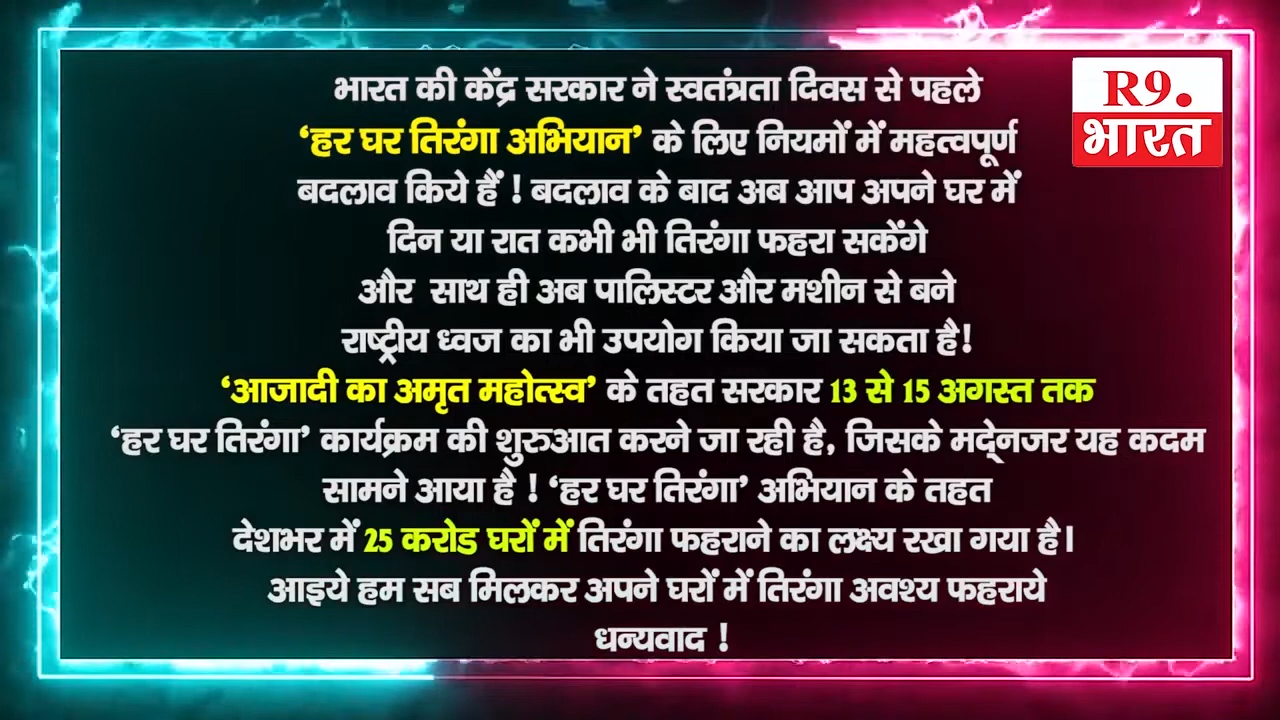 भारत की केंद्र सरकार ने स्वतंत्रता दिवस से पहले
‘हर घर तिरंगा अभियान’ के लिए नियमों में महत्वपूर्ण
बदलाव किये हैं ! बदलाव के बाद अब आप अपने घर में
दिन या रात कभी भी तिरंगा फहरा सकेंगे
और साथ ही अब पालिस्टर और मशीन से बने
राष्ट्रीय ध्वज का भी उपयोग किया जा सकता है!
‘आजादी का अमृत महोत्स्व’ के तहत सरकार 13 से 15 अगस्त तक
‘हर घर तिरंगा’ कार्यक्रम की शुरुआत करने जा रही है, जिसके मद्देनजर यह कदम
सामने आया है ! ‘हर घर तिरंगा’ अभियान के तहत
देशभर में 25 करोड घरों में तिरंगा फहराने का लक्ष्य रखा गया है।
आइये हम सब मिलकर अपने घरों में तिरंगा अवश्य फहराये
धन्यवाद !
R9.
भारत